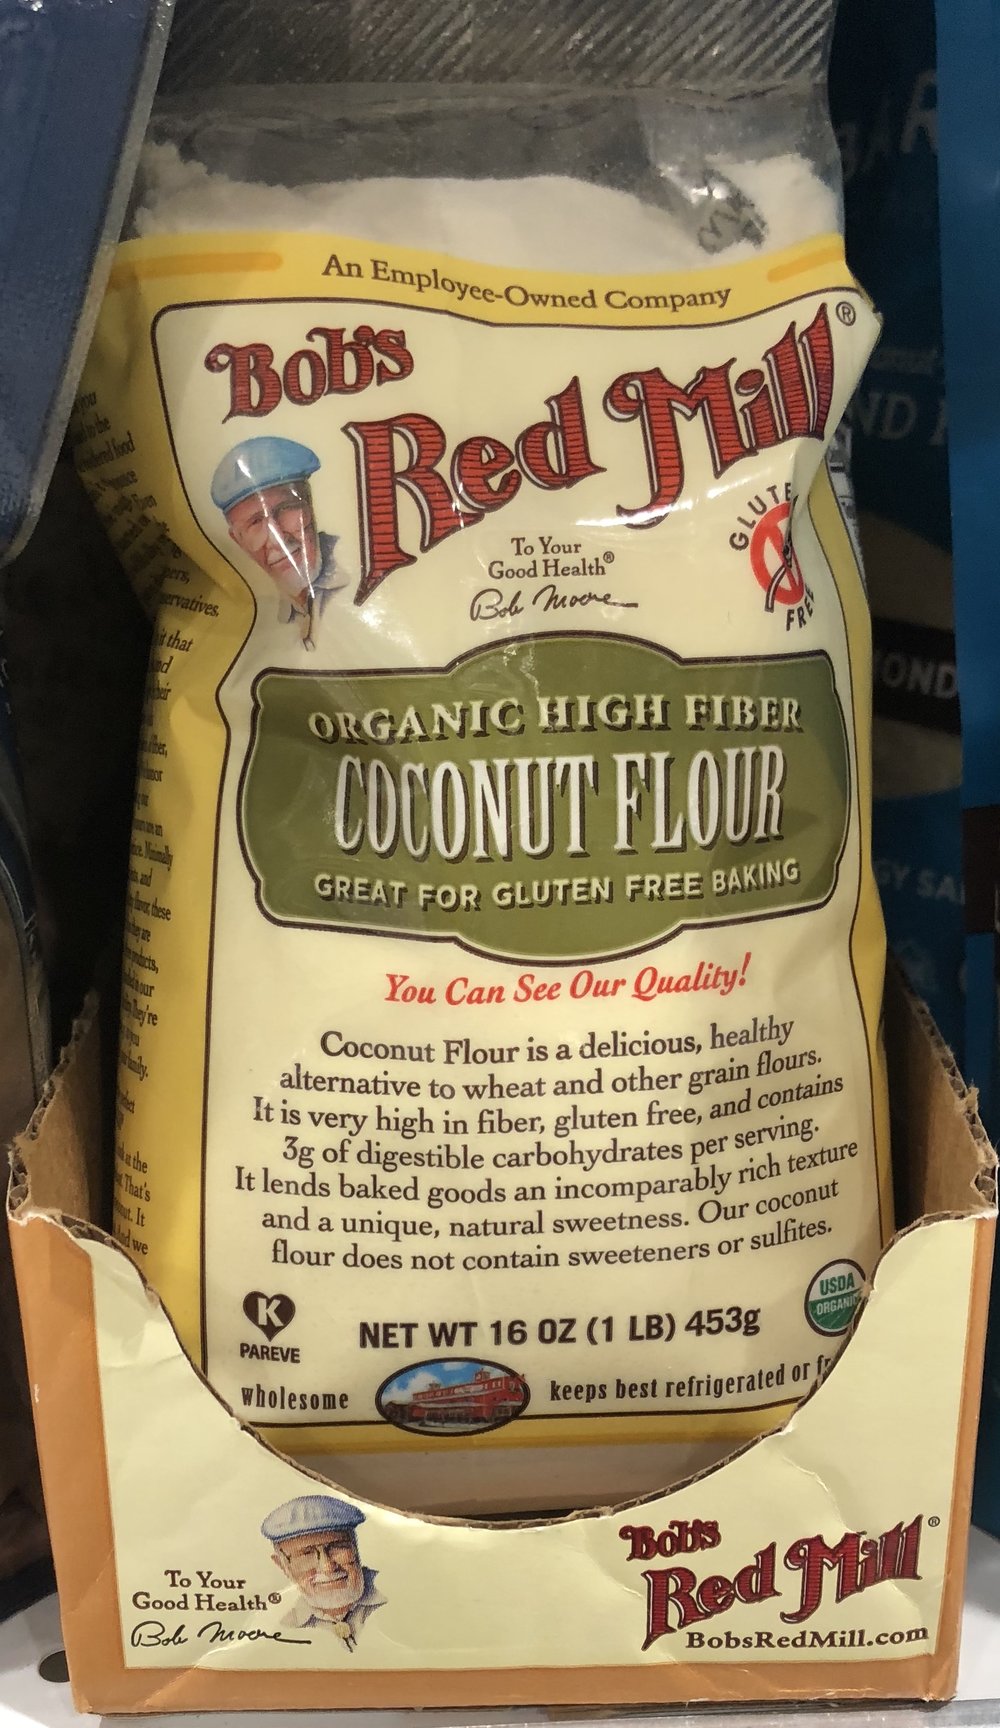 An Employee-Owned Company
Bob's
Red Mill®
To Your
Good Health®
Bob Moore
GLUTEN
FREE
ORGANIC HIGH FIBER
COCONUT FLOUR
GREAT FOR GLUTEN FREE BAKING
You Can See Our Quality!
Coconut Flour is a delicious, healthy
alternative to wheat and other grain flours.
It is very high in fiber, gluten free, and contains
3g of digestible carbohydrates per serving.
It lends baked goods an incomparably rich texture
and a unique, natural sweetness. Our coconut
flour does not contain sweeteners or sulfites.
K
PAREVE
NET WT 16 OZ (1 LB) 453g
USDA
ORGANIC
wholesome
keeps best refrigerated or
To Your
Good Health®
Bob Moore
Bob's
Red Mill®
BobsRedMill.com